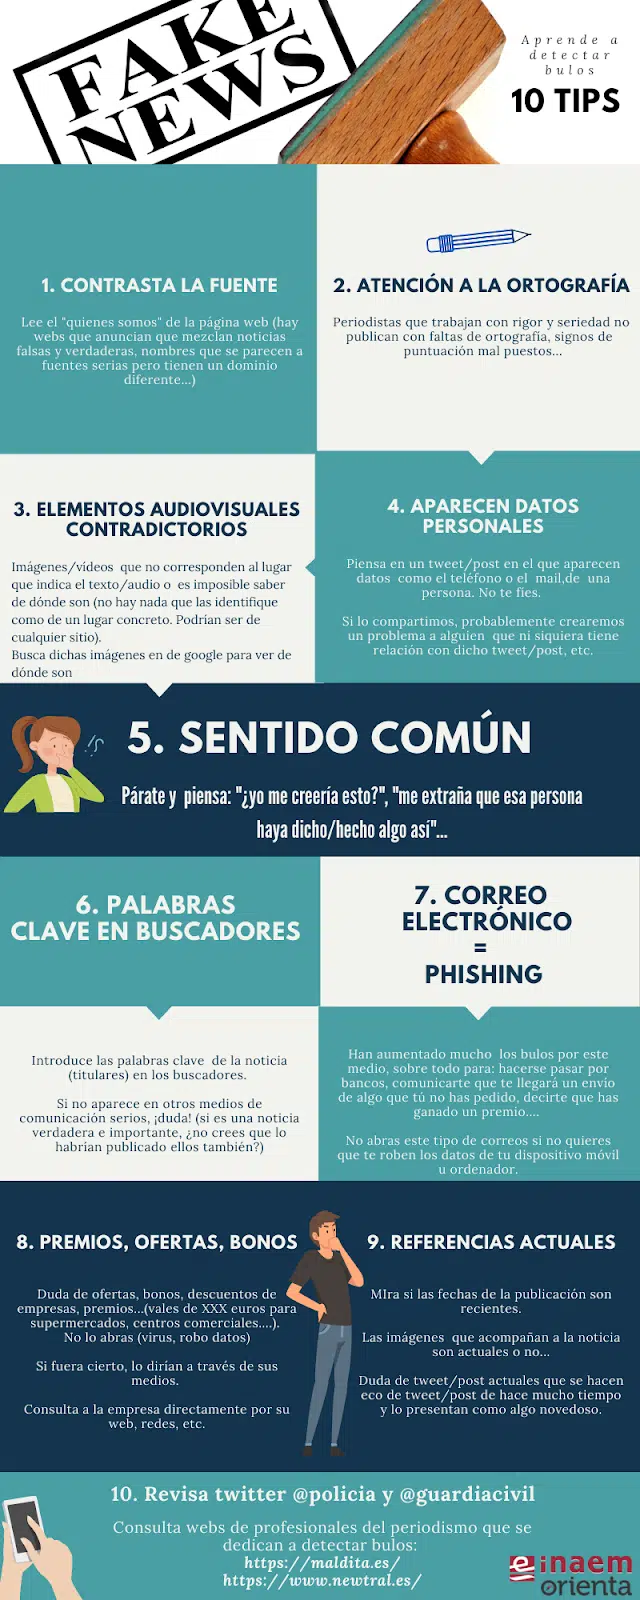 FAKE
NEWS
Aprende a
detectar
bulos
10 TIPS
1. CONTRASTA LA FUENTE
Lee el "quienes somos" de la página web (hay
webs que anuncian que mezclan noticias
falsas y verdaderas, nombres que se parecen a
fuentes serias pero tienen un dominio
diferente...)
2. ATENCIÓN A LA ORTOGRAFÍA
Periodistas que trabajan con rigor y seriedad no
publican con faltas de ortografía, signos de
puntuación mal puestos...
3. ELEMENTOS AUDIOVISUALES
CONTRADICTORIOS
Imágenes/vídeos que no corresponden al lugar
que indica el texto/audio o es imposible saber
de dónde son (no hay nada que las identifique
como de un lugar concreto. Podrían ser de
cualquier sitio).
Busca dichas imágenes en de google para ver de
dónde son
4. APARECEN DATOS
PERSONALES
Piensa en un tweet/post en el que aparecen
datos como el teléfono o el mail,de una
persona. No te fíes.
Si lo compartimos, probablemente crearemos
un problema a alguien que ni siquiera tiene
relación con dicho tweet/post, etc.
5. SENTIDO COMÚN
!?
Párate y piensa: "¿yo me creería esto?", "me extraña que esa persona
haya dicho/hecho algo así"...
6. PALABRAS
CLAVE EN BUSCADORES
Introduce las palabras clave de la noticia
(titulares) en los buscadores.
Si no aparece en otros medios de
comunicación serios, ¡duda! (si es una noticia
verdadera e importante, ¿no crees que lo
habrían publicado ellos también?)
7. CORREO
ELECTRÓNICO
=
PHISHING
Han aumentado mucho los bulos por este
medio, sobre todo para: hacerse pasar por
bancos, comunicarte que te llegará un envío
de algo que tú no has pedido, decirte que has
ganado un premio....
No abras este tipo de correos si no quieres
que te roben los datos de tu dispositivo móvil
u ordenador.
8. PREMIOS, OFERTAS, BONOS
Duda de ofertas, bonos, descuentos de
empresas, premios...(vales de XXX euros para
supermercados, centros comerciales....).
No lo abras (virus, robo datos)
Si fuera cierto, lo dirían a través de sus
medios.
Consulta a la empresa directamente por su
web, redes, etc.
9. REFERENCIAS ACTUALES
MIra si las fechas de la publicación son
recientes.
Las imágenes que acompañan a la noticia
son actuales o no...
Duda de tweet/post actuales que se hacen
eco de tweet/post de hace mucho tiempo
y lo presentan como algo novedoso.
10. Revisa twitter @policia y @guardiacivil
Consulta webs de profesionales del periodismo que se
dedican a detectar bulos:
https://maldita.es/
https://www.newtral.es/
e inaem
orienta